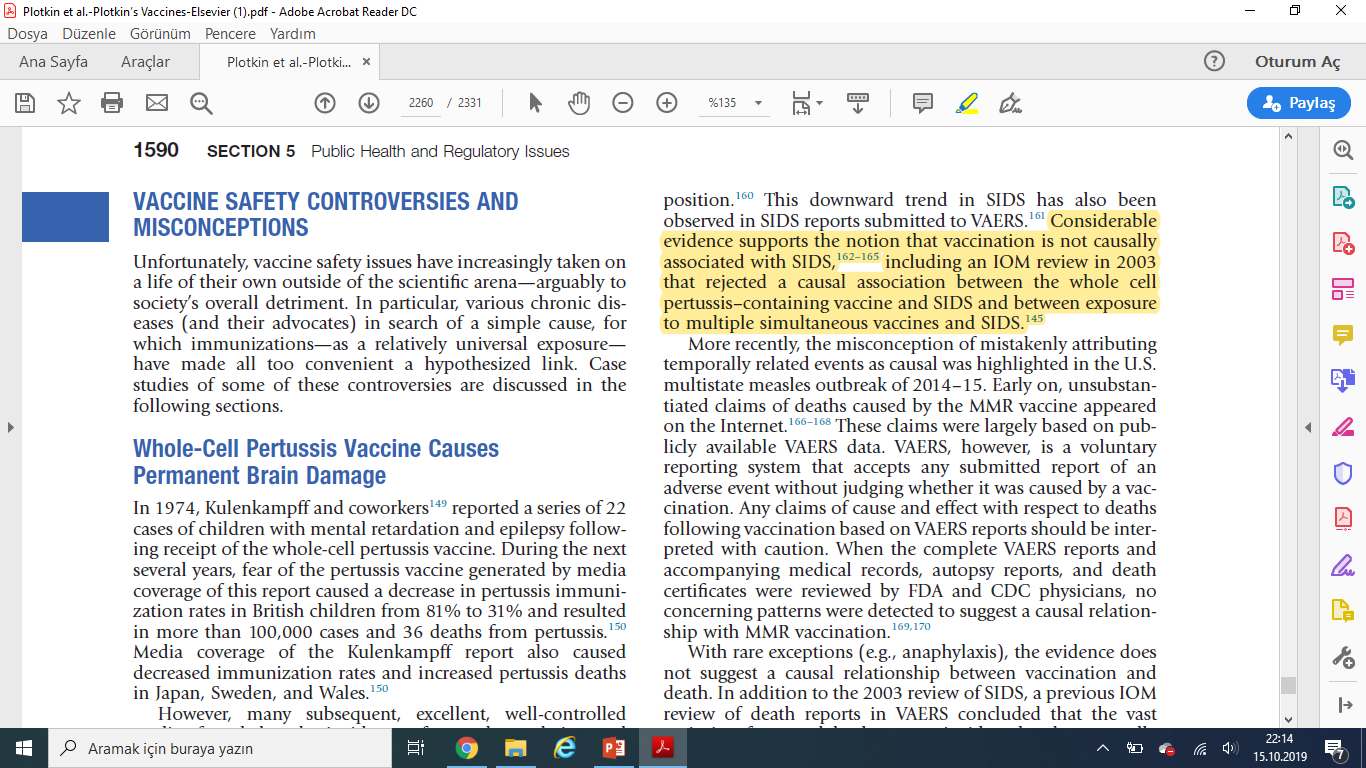 Plotkin et al.-Plotkin's Vaccines-Elsevier (1).pdf - Adobe Acrobat Reader DC
Dosya Düzenle Görünüm Pencere Yardım
Ana Sayfa Araçlar Plotkin et al.-Plotki... × Oturum Aç
2260 / 2331 %135 Paylaş
1590 SECTION 5 Public Health and Regulatory Issues
VACCINE SAFETY CONTROVERSIES AND
MISCONCEPTIONS
Unfortunately, vaccine safety issues have increasingly taken on
a life of their own outside of the scientific arena—arguably to
society's overall detriment. In particular, various chronic dis-
eases (and their advocates) in search of a simple cause, for
which immunizations—as a relatively universal exposure—
have made all too convenient a hypothesized link. Case
studies of some of these controversies are discussed in the
following sections.
Whole-Cell Pertussis Vaccine Causes
Permanent Brain Damage
In 1974, Kulenkampff and coworkers149 reported a series of 22
cases of children with mental retardation and epilepsy follow-
ing receipt of the whole-cell pertussis vaccine. During the next
several years, fear of the pertussis vaccine generated by media
coverage of this report caused a decrease in pertussis immuni-
zation rates in British children from 81% to 31% and resulted
in more than 100,000 cases and 36 deaths from pertussis.150
Media coverage of the Kulenkampff report also caused
decreased immunization rates and increased pertussis deaths
in Japan, Sweden, and Wales.150
However, many subsequent, excellent, well-controlled
position.160 This downward trend in SIDS has also been
observed in SIDS reports submitted to VAERS.161 Considerable
evidence supports the notion that vaccination is not causally
associated with SIDS,162–165 including an IOM review in 2003
that rejected a causal association between the whole cell
pertussis–containing vaccine and SIDS and between exposure
to multiple simultaneous vaccines and SIDS.145
More recently, the misconception of mistakenly attributing
temporally related events as causal was highlighted in the U.S.
multistate measles outbreak of 2014–15. Early on, unsubstan-
tiated claims of deaths caused by the MMR vaccine appeared
on the Internet.166–168 These claims were largely based on pub-
licly available VAERS data. VAERS, however, is a voluntary
reporting system that accepts any submitted report of an
adverse event without judging whether it was caused by a vac-
cination. Any claims of cause and effect with respect to deaths
following vaccination based on VAERS reports should be inter-
preted with caution. When the complete VAERS reports and
accompanying medical records, autopsy reports, and death
certificates were reviewed by FDA and CDC physicians, no
concerning patterns were detected to suggest a causal relation-
ship with MMR vaccination.169,170
With rare exceptions (e.g., anaphylaxis), the evidence does
not suggest a causal relationship between vaccination and
death. In addition to the 2003 review of SIDS, a previous IOM
review of death reports in VAERS concluded that the vast
Aramak için buraya yazın
22:14
15.10.2019
7